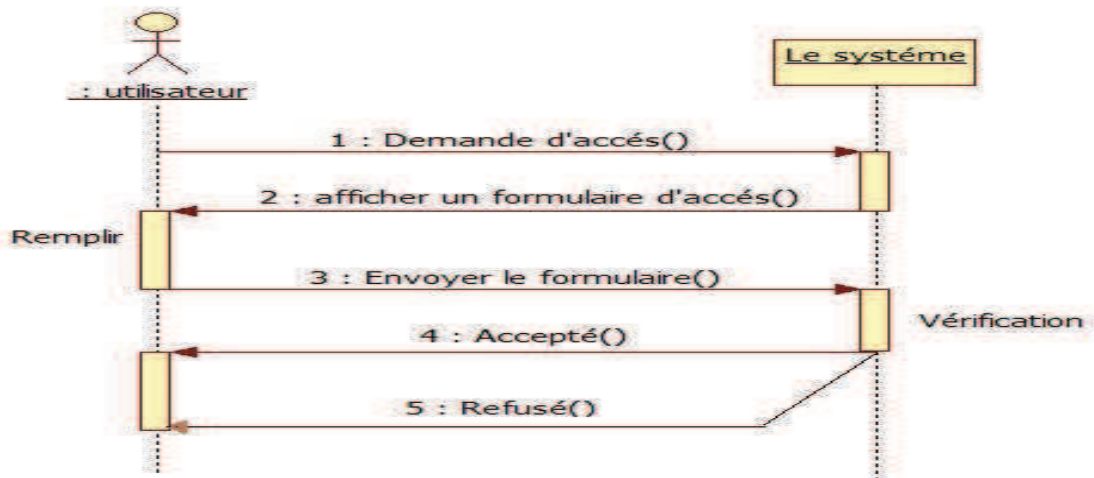 Le systéme
: utilisateur
1 : Demande d'accés()
2 : afficher un formulaire d'accés()
Remplir
3 : Envoyer le formulaire()
Vérification
4 : Accepté()
5 : Refusé()